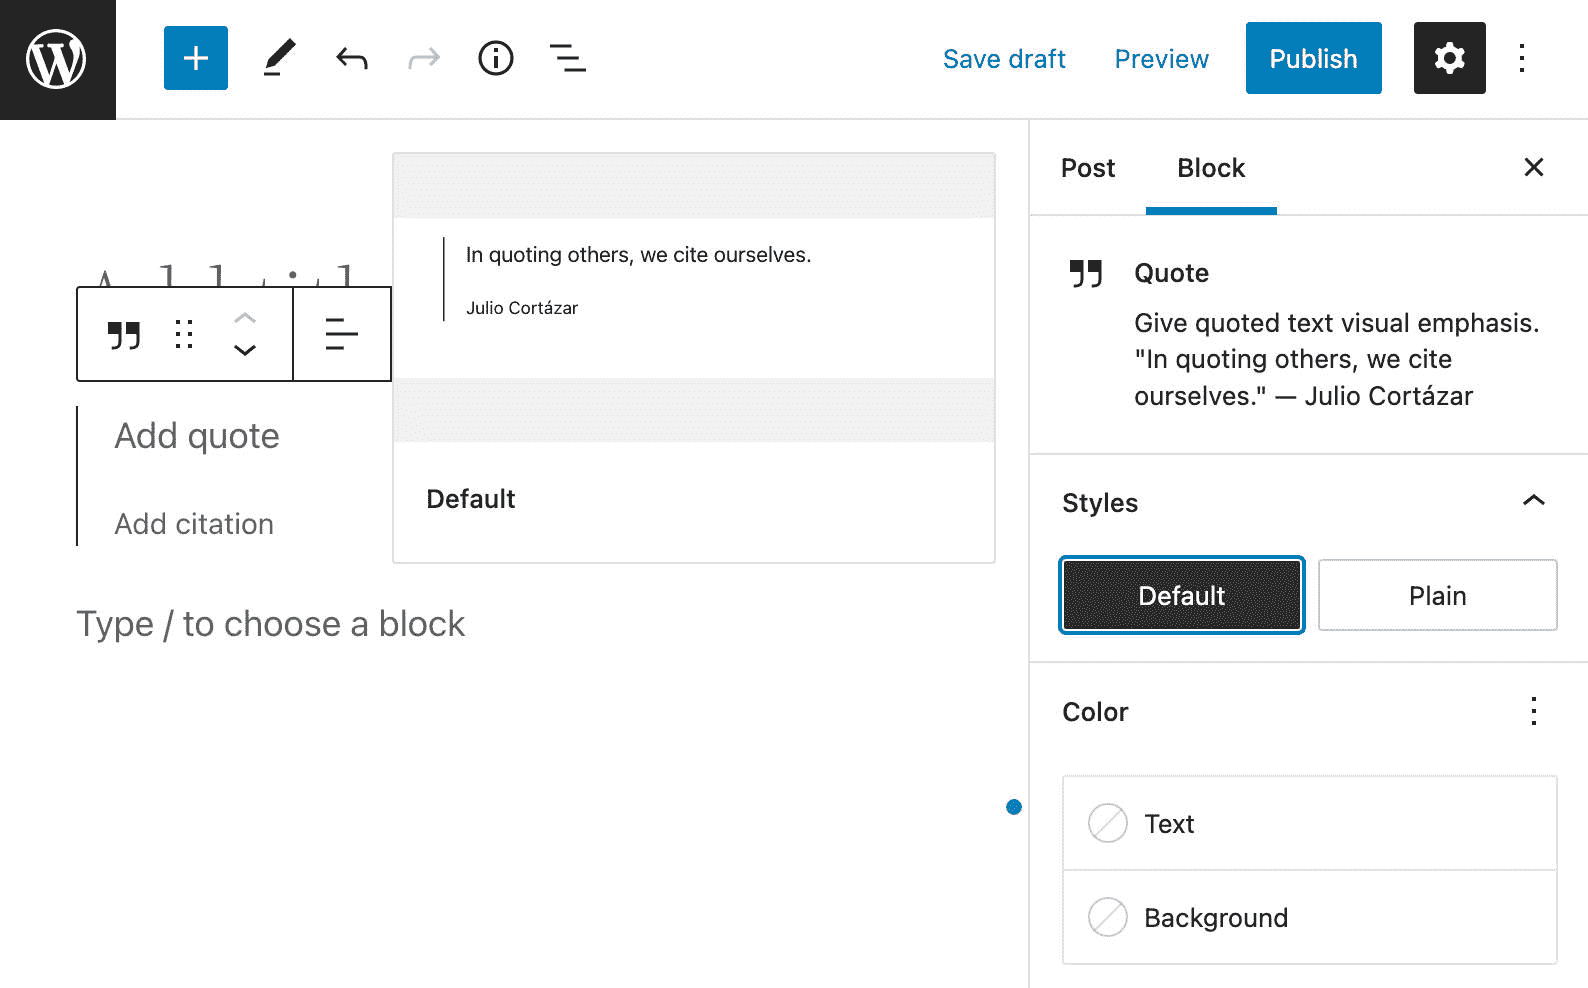 Save draft
Preview
Publish
Post
Block
In quoting others, we cite ourselves.
Julio Cortázar
Add quote
Add citation
Default
Type / to choose a block
Quote
Give quoted text visual emphasis.
"In quoting others, we cite
ourselves." — Julio Cortázar
Styles
Default
Plain
Color
Text
Background